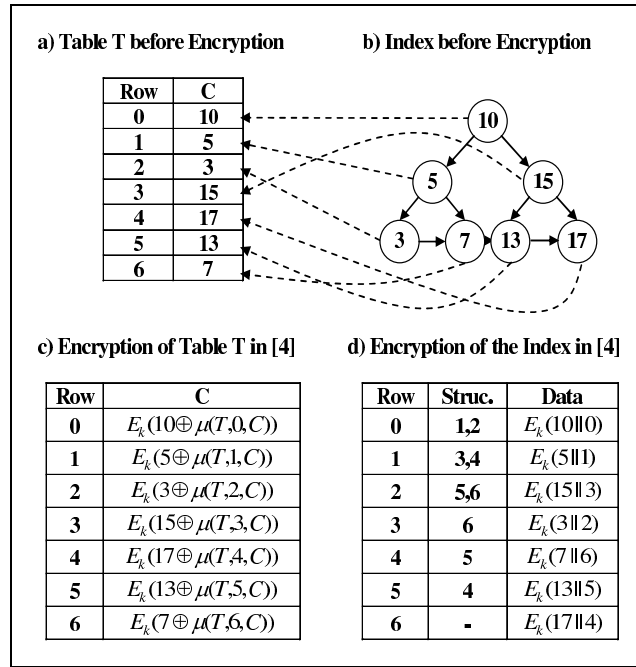 a) Table T before Encryption
b) Index before Encryption
Row C
0 10
1 5
2 3
3 15
4 17
5 13
6 7
10
5 15
3 7 13 17
c) Encryption of Table T in [4]
d) Encryption of the Index in [4]
Row C
0 E_k(10⊕μ(T,0,C))
1 E_k(5⊕μ(T,1,C))
2 E_k(3⊕μ(T,2,C))
3 E_k(15⊕μ(T,3,C))
4 E_k(17⊕μ(T,4,C))
5 E_k(13⊕μ(T,5,C))
6 E_k(7⊕μ(T,6,C))
Row Struc. Data
0 1,2 E_k(10||0)
1 3,4 E_k(5||1)
2 5,6 E_k(15||3)
3 6 E_k(3||2)
4 5 E_k(7||6)
5 4 E_k(13||5)
6 - E_k(17||4)